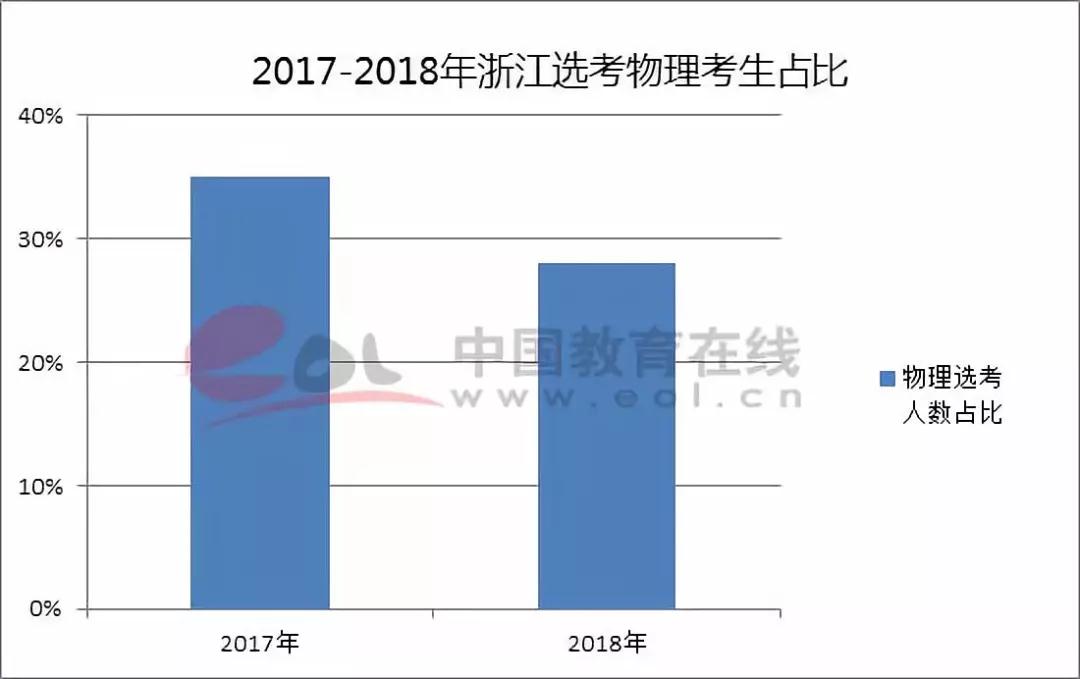 2017-2018年浙江选考物理考生占比
40%
30%
20%
10%
0%
2017年
2018年
物理选考
人数占比
eol 中国教育在线
www.eol.cn